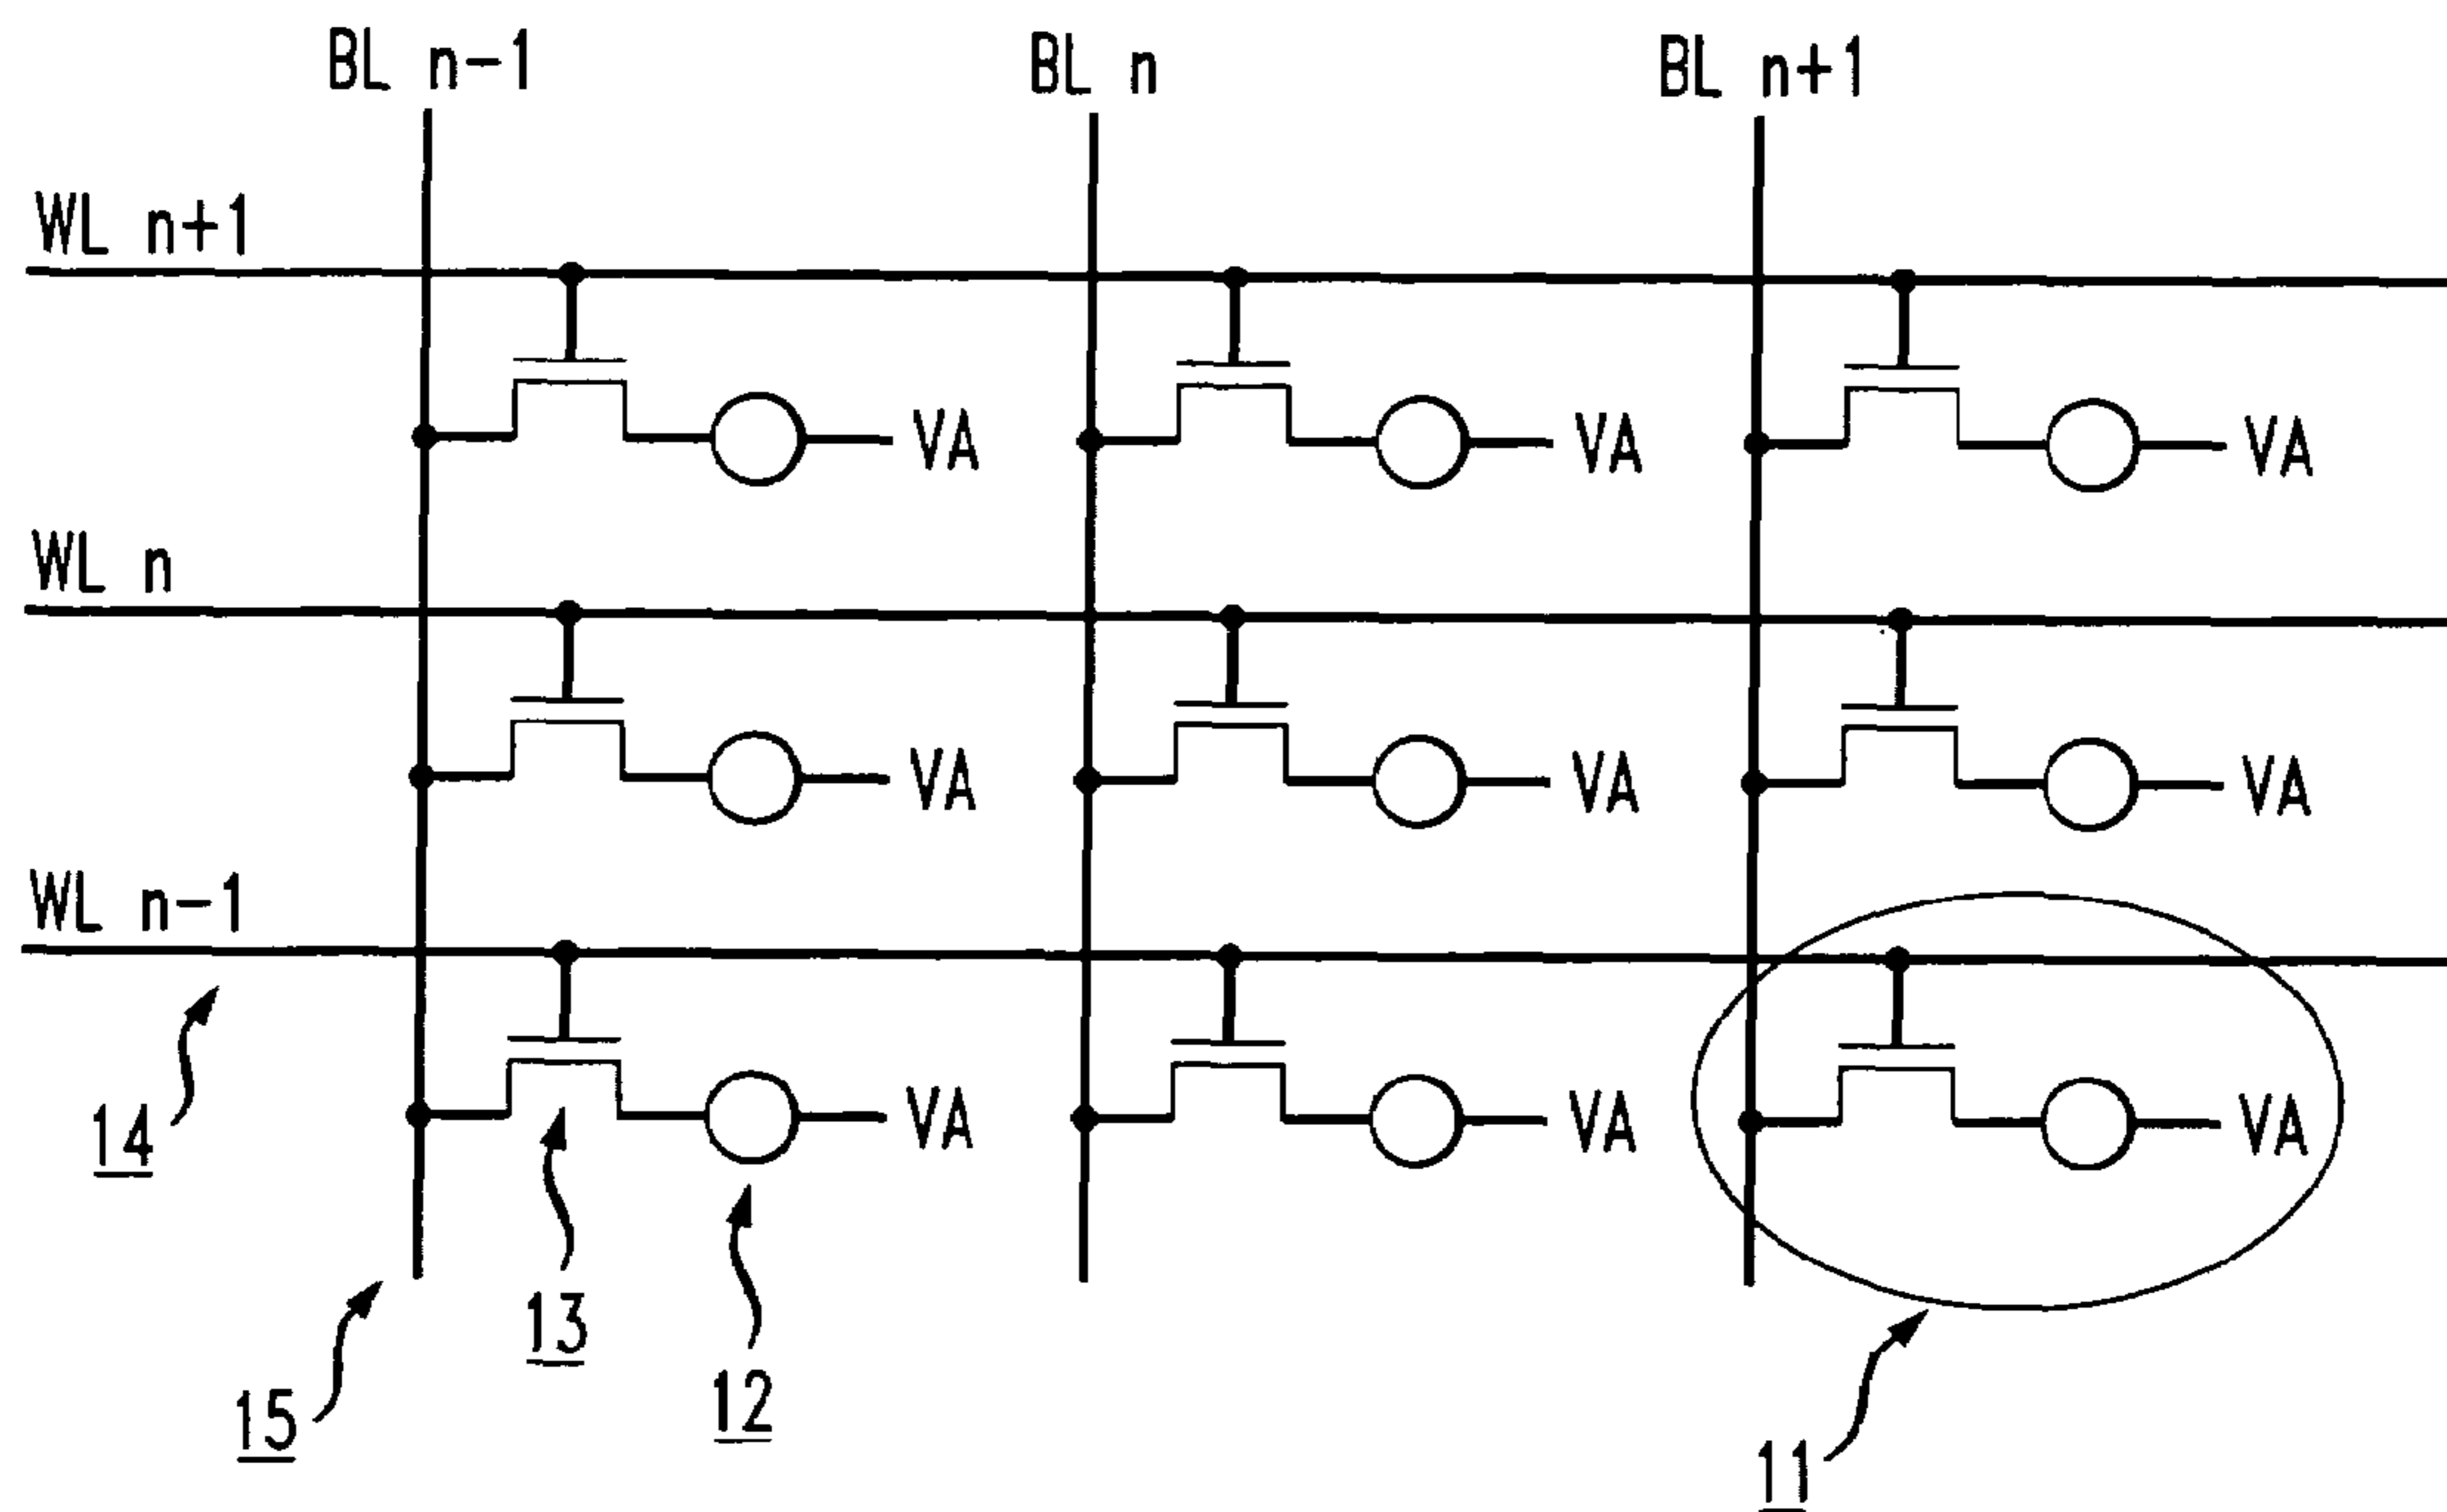 BL n-1 BL n BL n+1
WL n+1
VA VA VA
WL n
VA VA VA
WL n-1
VA VA VA
14
13
12
15
11